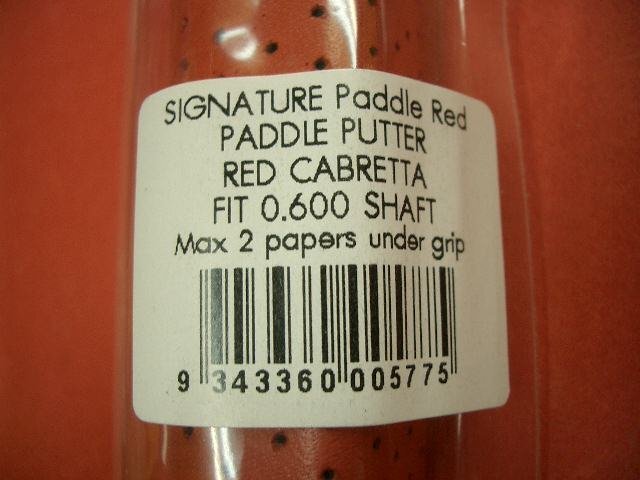 SIGNATURE Paddle Red
PADDLE PUTTER
RED CABRETTA
FIT 0.600 SHAFT
Max 2 papers under grip
9 343360 005775